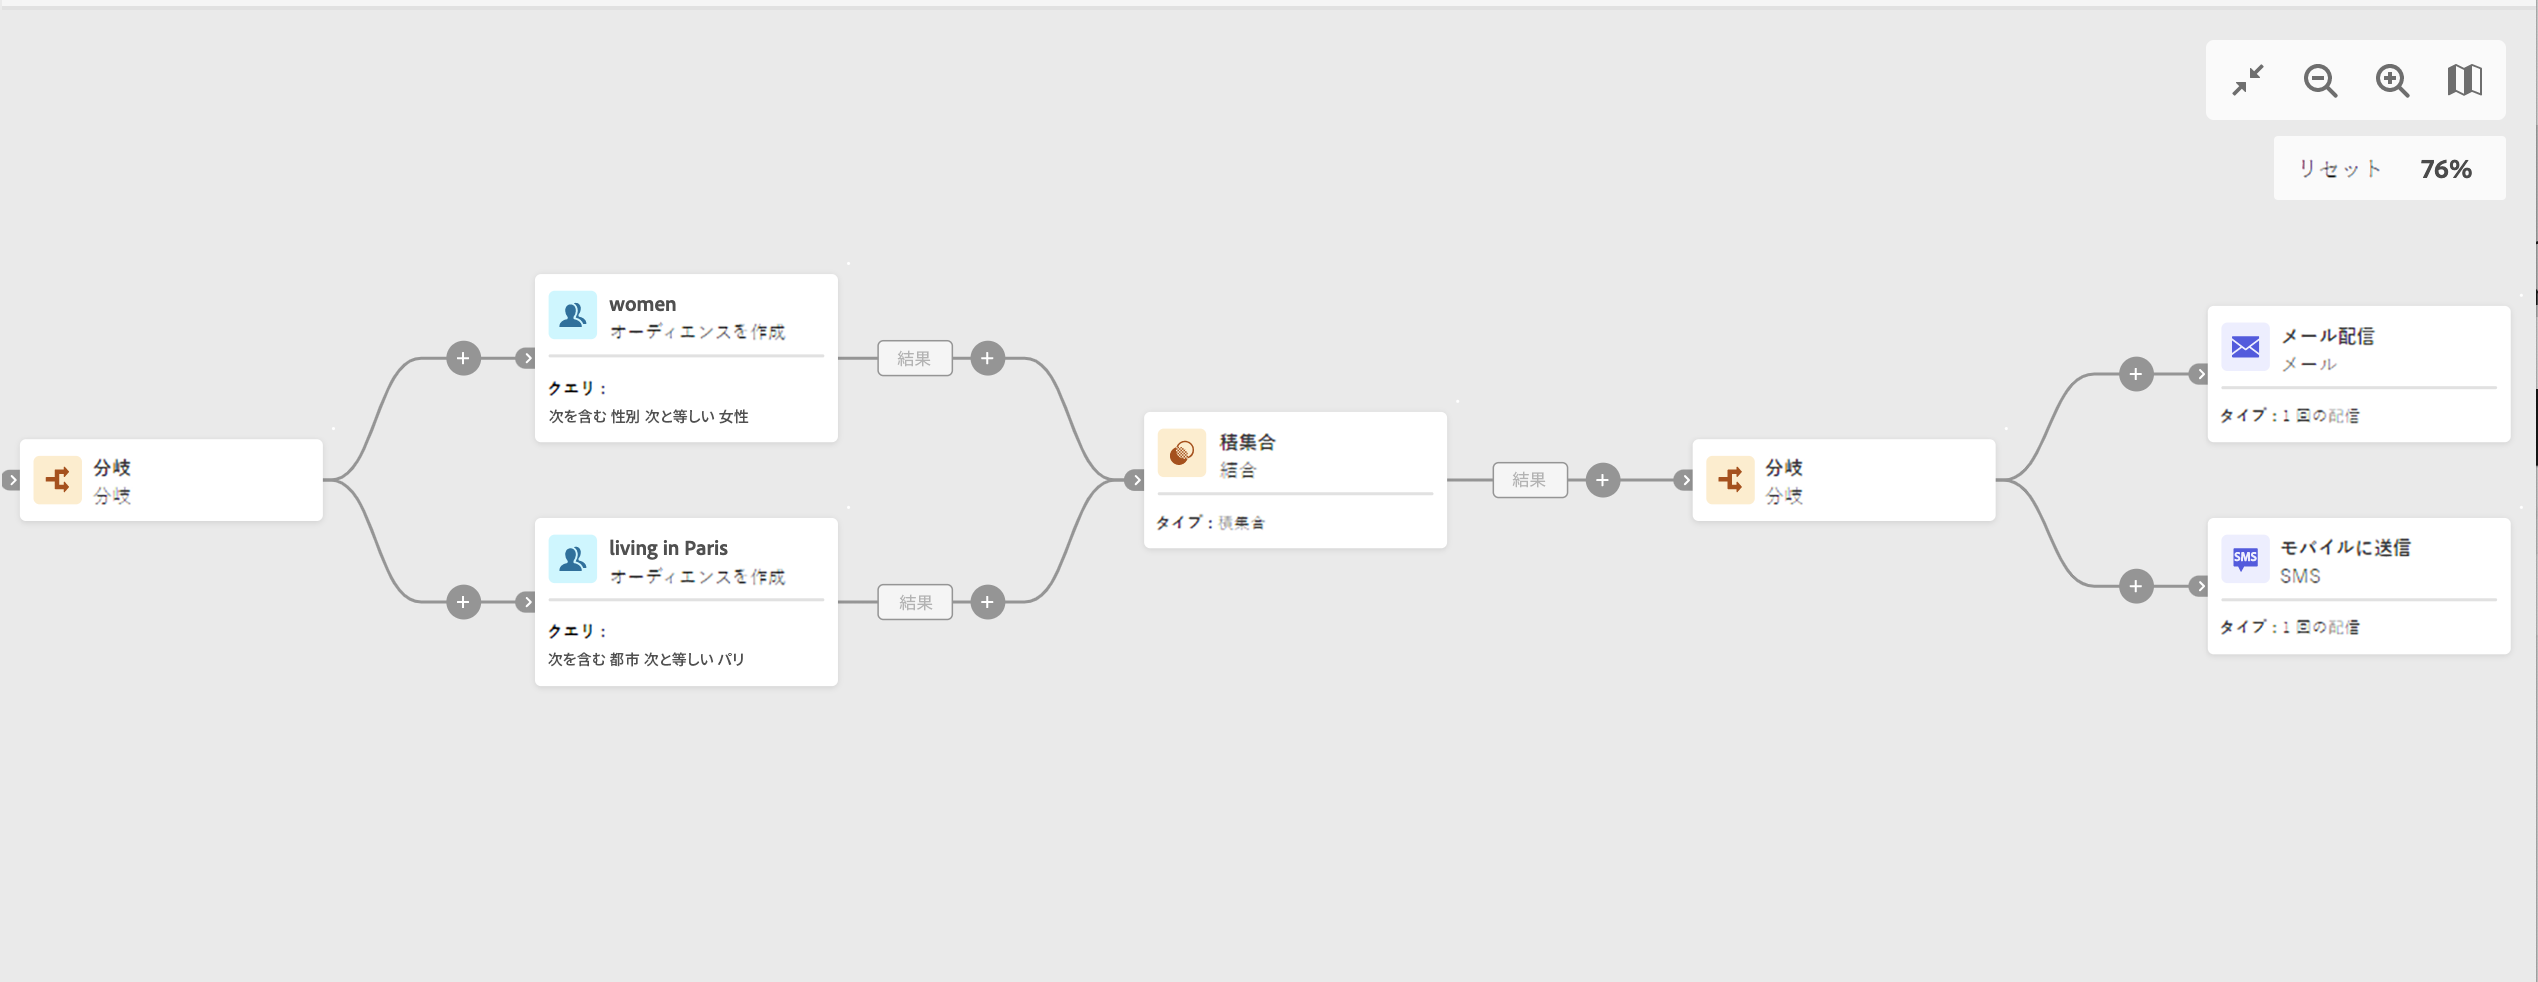 リセット 76%
分岐
分岐
women
オーディエンスを作成
クエリ：
次を含む 性別 次と等しい 女性
結果
living in Paris
オーディエンスを作成
クエリ：
次を含む 都市 次と等しい パリ
結果
積集合
結合
タイプ：積集合
結果
分岐
分岐
メール配信
メール
タイプ：1 回の配信
モバイルに送信
SMS
SMS
タイプ：1 回の配信